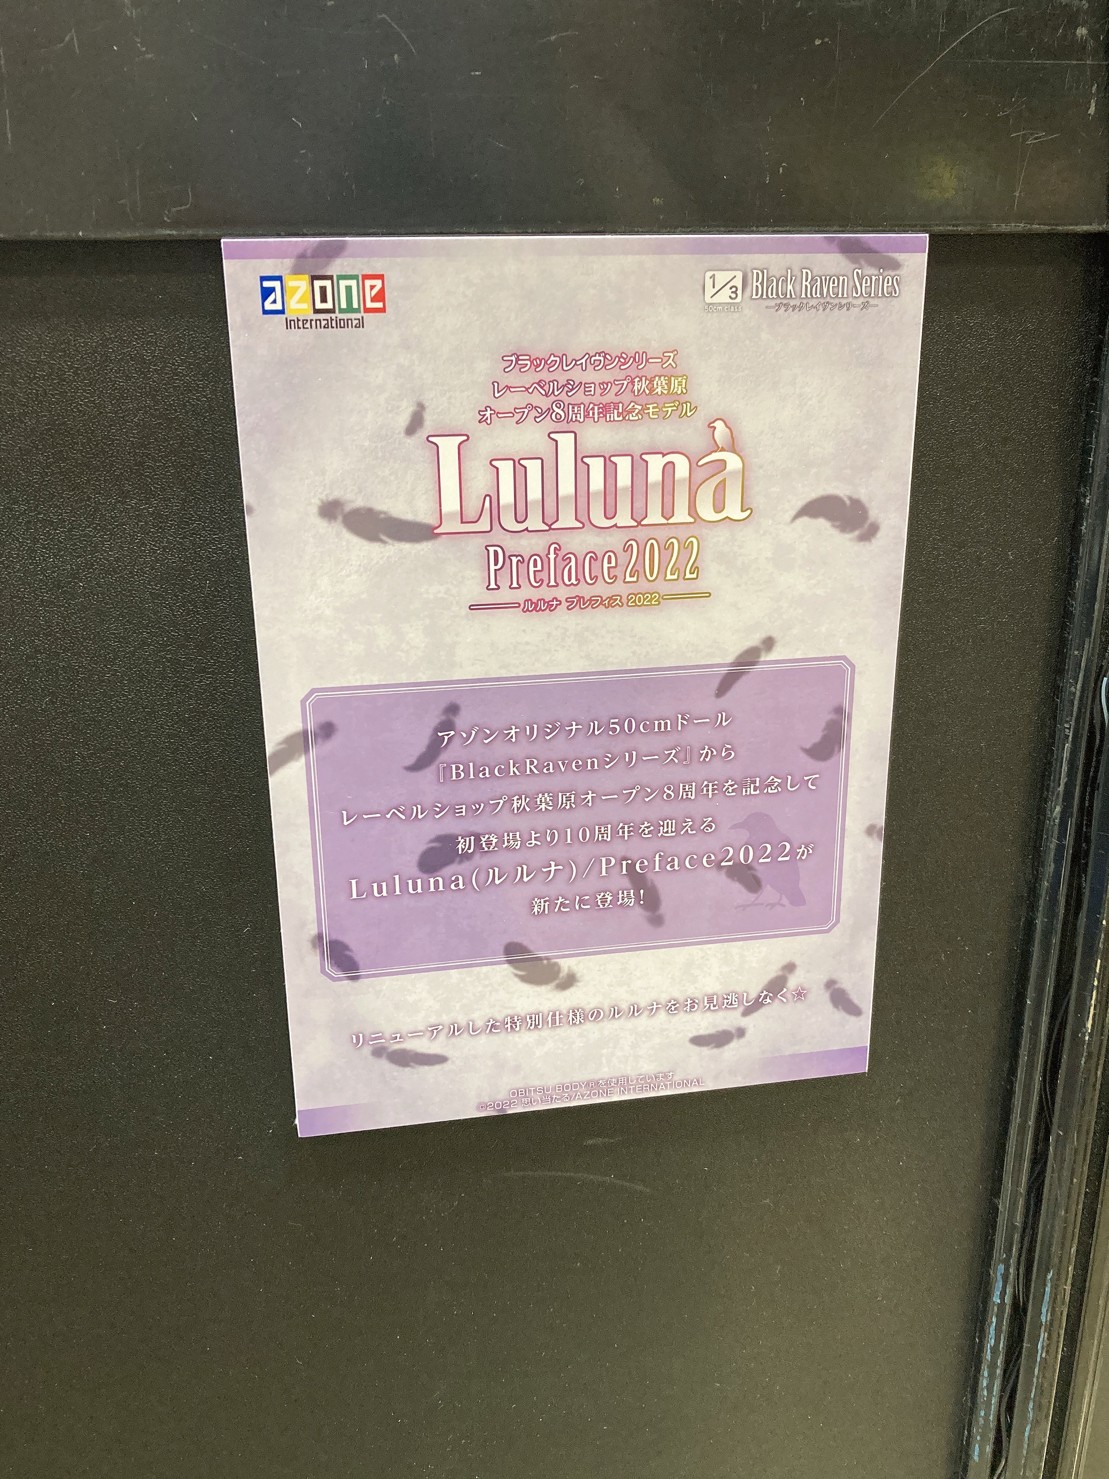 azone
International
1/3
50cm class
Black Raven Series
—ブラックレイヴンシリーズ—
ブラックレイヴンシリーズ
レーベルショップ秋葉原
オープン8周年記念モデル
Luluna
Preface2022
ルルナ プレフィス 2022
アゾンオリジナル50cmドール
『BlackRavenシリーズ』から
レーベルショップ秋葉原オープン8周年を記念して
初登場より10周年を迎える
Luluna(ルルナ)/Preface2022が
新たに登場!
リニューアルした特別仕様のルルナをお見逃しなく☆
OBITSU BODY®を使用しています
©2022 思い当たる/AZONE INTERNATIONAL